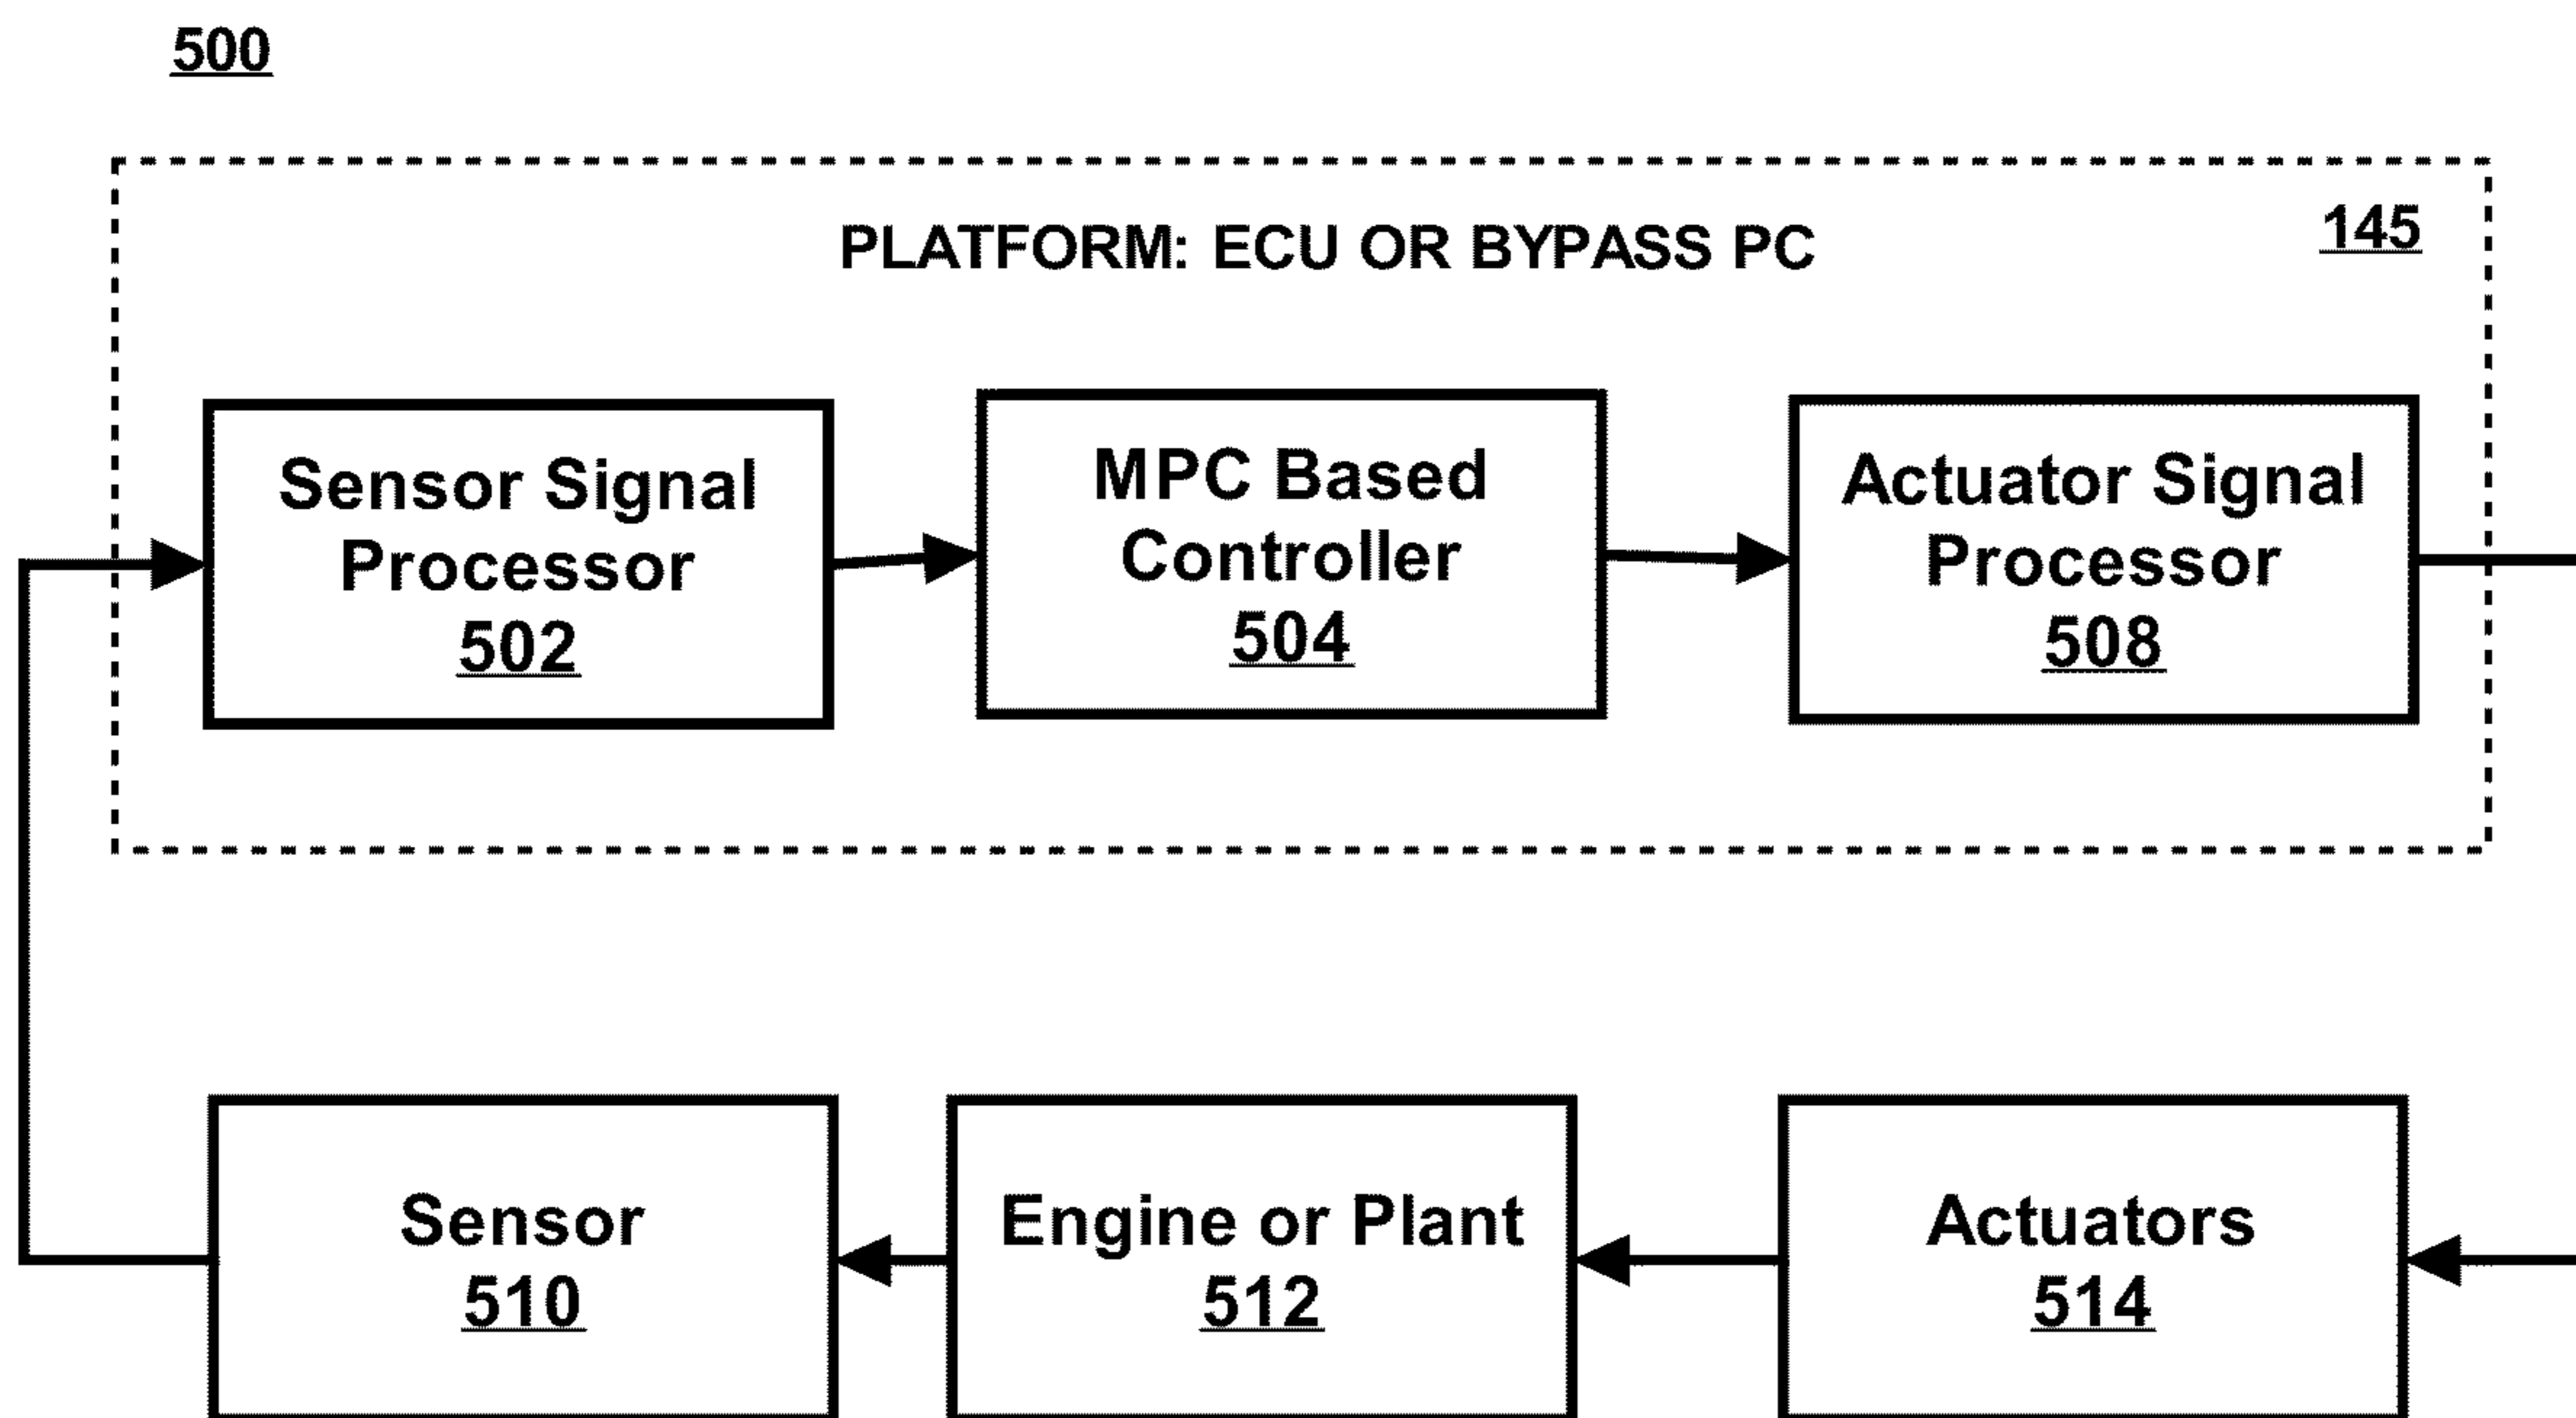 500
PLATFORM: ECU OR BYPASS PC
145
Sensor Signal
Processor
502
MPC Based
Controller
504
Actuator Signal
Processor
508
Sensor
510
Engine or Plant
512
Actuators
514